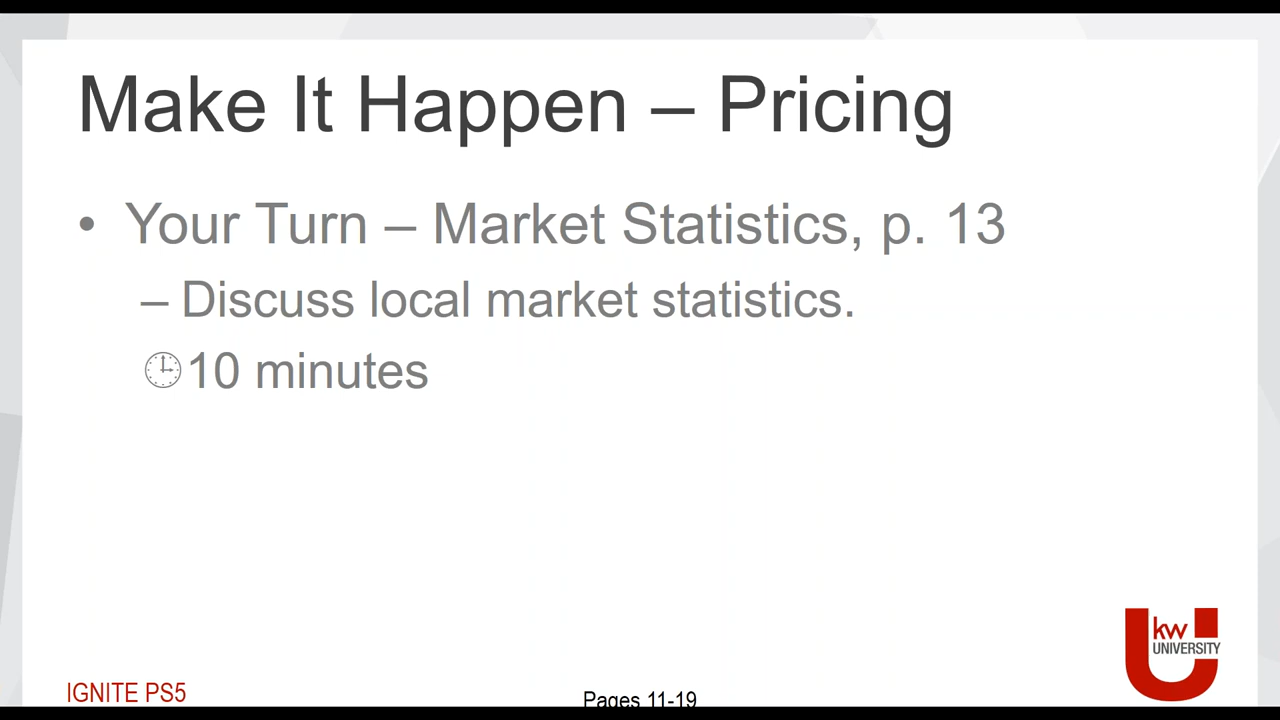 Make It Happen – Pricing
• Your Turn – Market Statistics, p. 13
– Discuss local market statistics.
🕒10 minutes
kw
UNIVERSITY
IGNITE PS5
Pages 11-19